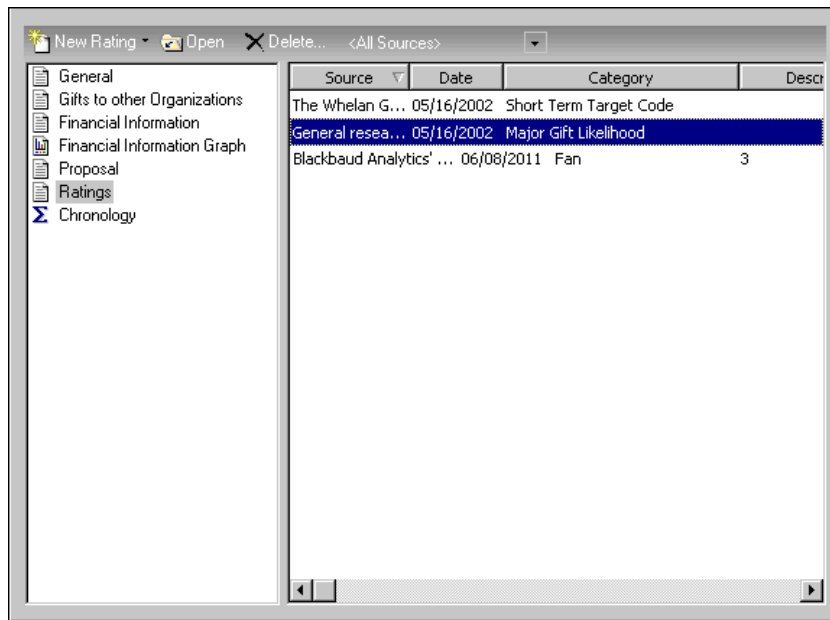 New Rating Open Delete... <All Sources>
General
Gifts to other Organizations
Financial Information
Financial Information Graph
Proposal
Ratings
Chronology
Source Date Category Descr
The Whelan G... 05/16/2002 Short Term Target Code
General resea... 05/16/2002 Major Gift Likelihood
Blackbaud Analytics' ... 06/08/2011 Fan 3